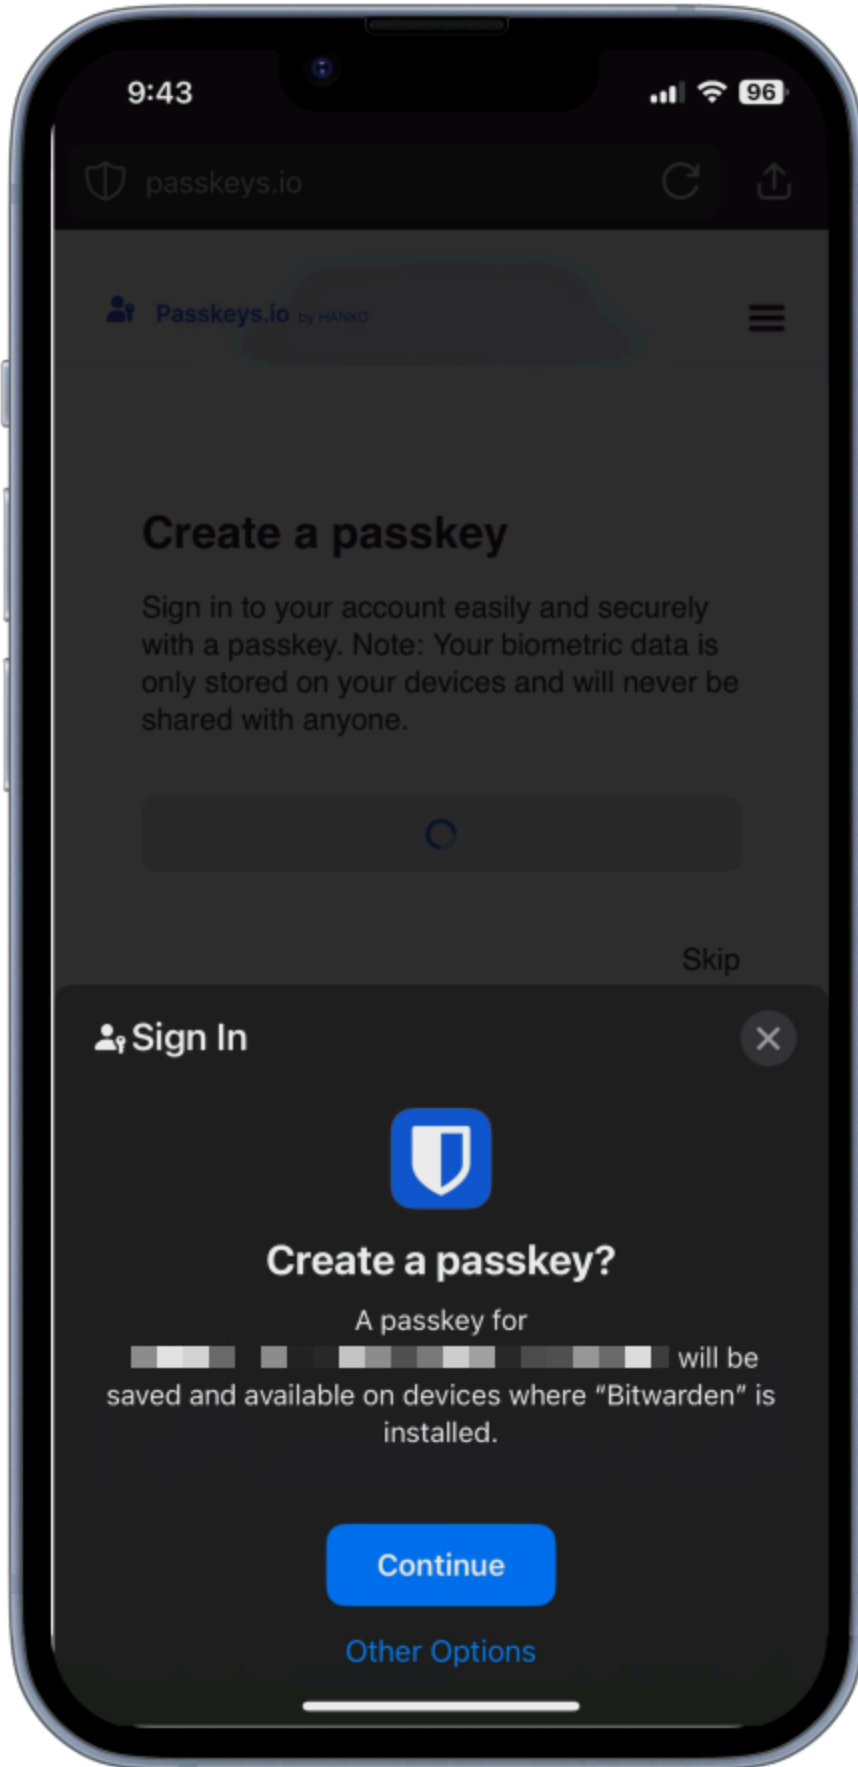 9:43
96
passkeys.io
Passkeys.io by HANKO
Create a passkey
Sign in to your account easily and securely
with a passkey. Note: Your biometric data is
only stored on your devices and will never be
shared with anyone.
Skip
Sign In
Create a passkey?
A passkey for
will be
saved and available on devices where “Bitwarden” is
installed.
Continue
Other Options